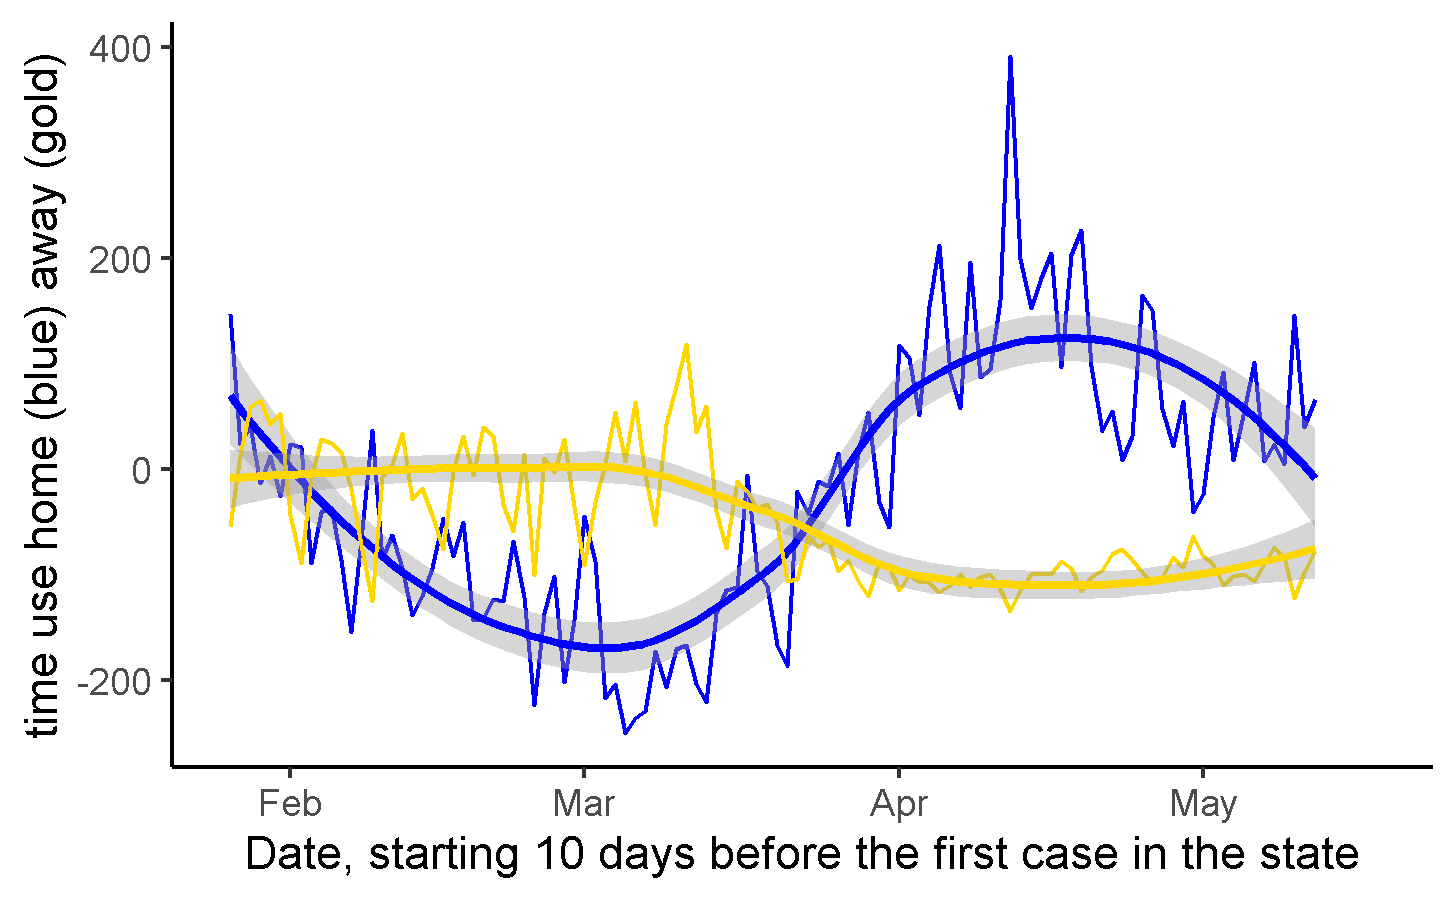 time use home (blue) away (gold)
400
200
0
-200
Feb Mar Apr May
Date, starting 10 days before the first case in the state